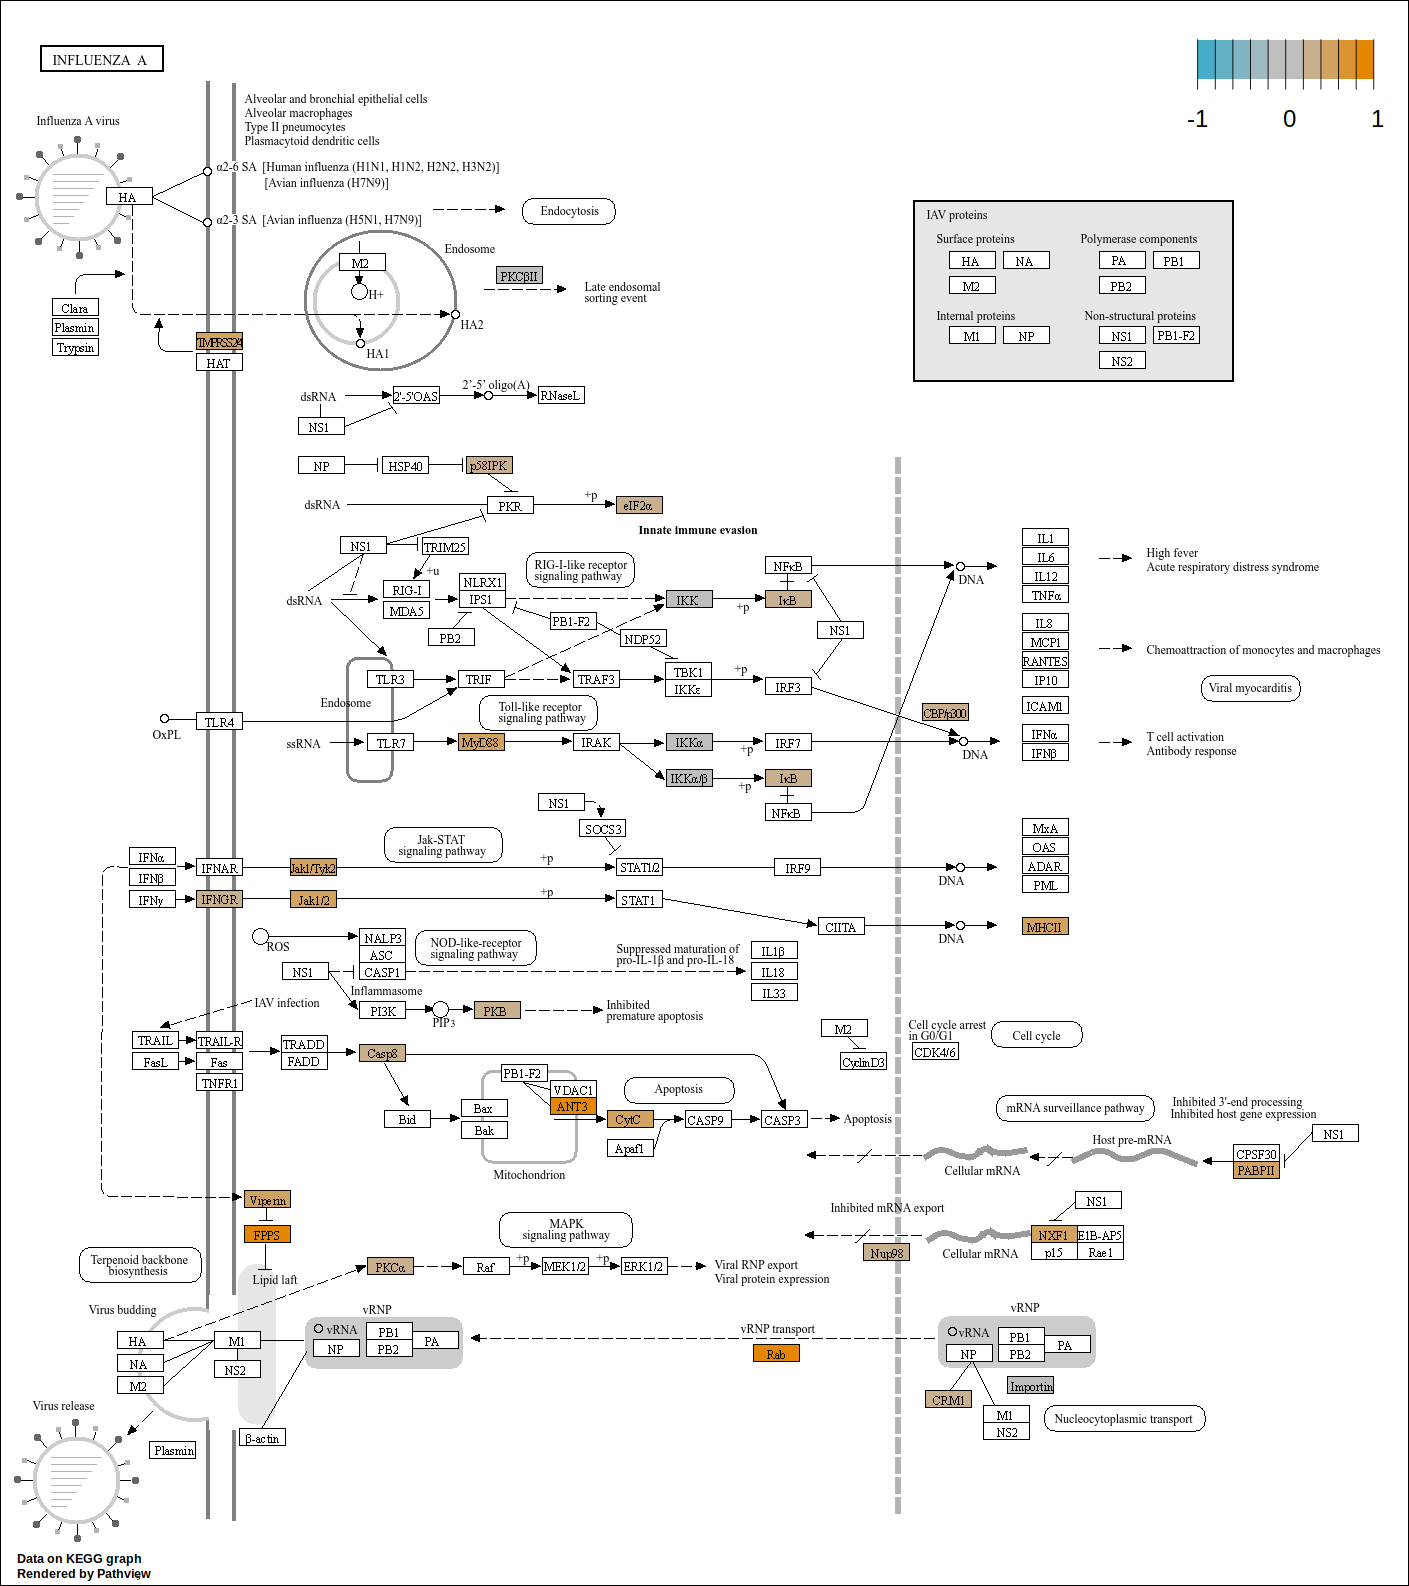 INFLUENZA A
-1 0 1
Alveolar and bronchial epithelial cells
Alveolar macrophages
Type II pneumocytes
Plasmacytoid dendritic cells
Influenza A virus
α2-6 SA [Human influenza (H1N1, H1N2, H2N2, H3N2)]
[Avian influenza (H7N9)]
HA
α2-3 SA [Avian influenza (H5N1, H7N9)]
Endocytosis
IAV proteins
Surface proteins
Polymerase components
HA NA PA PB1
M2 PB2
Internal proteins
Non-structural proteins
M1 NP NS1 PB1-F2
NS2
Endosome
M2
H+
PKCβII
Late endosomal
sorting event
Clara
Plasmin
Trypsin
HA2
HA1
HAT
dsRNA
2'-5'OAS
2'-5' oligo(A)
RNaseL
NS1
NP
HSP40
p58IPK
dsRNA
PKR
+p
eIF2α
Innate immune evasion
NS1
TRIM25
+u
RIG-I
MDA5
dsRNA
NLRX1
IPS1
PB2
RIG-I-like receptor
signaling pathway
PB1-F2
NDP52
IKK
+p
NFκB
IκB
NS1
DNA
IL1
IL6
IL12
TNFα
High fever
Acute respiratory distress syndrome
IL8
MCP1
RANTES
IP10
Chemoattraction of monocytes and macrophages
Viral myocarditis
ICAM1
TLR3
TRIF
TRAF3
TBK1
IKKε
+p
IRF3
Endosome
Toll-like receptor
signaling pathway
CBP/p300
OxPL
TLR4
ssRNA
TLR7
MyD88
IRAK
IKKα
+p
IRF7
DNA
IFNα
IFNβ
T cell activation
Antibody response
IKKα/β
+p
IκB
NFκB
NS1
SOCS3
Jak-STAT
signaling pathway
IFNα
IFNβ
IFNAR
Jak1/Tyk2
+p
STAT1/2
IRF9
DNA
MxA
OAS
ADAR
PML
IFNγ
IFNGR
Jak1/2
+p
STAT1
CIITA
DNA
MHCII
ROS
NALP3
ASC
CASP1
NS1
Inflammasome
NOD-like-receptor
signaling pathway
Suppressed maturation of
pro-IL-1β and pro-IL-18
IL1β
IL18
IL33
IAV infection
PI3K
PIP3
PKB
Inhibited
premature apoptosis
M2
CyclinD3
Cell cycle arrest
in G0/G1
CDK4/6
Cell cycle
TRAIL
TRAIL-R
FasL
Fas
TNFR1
TRADD
FADD
Casp8
PB1-F2
VDAC1
ANT3
Apoptosis
Bid
Bax
Bak
CytC
CASP9
CASP3
Apoptosis
Apaf1
Mitochondrion
mRNA surveillance pathway
Inhibited 3'-end processing
Inhibited host gene expression
NS1
Host pre-mRNA
CPSF30
PABPII
Cellular mRNA
Viperin
FPPS
Lipid laft
Inhibited mRNA export
NS1
NXF1
E1B-AP5
p15
Rae1
Cellular mRNA
Nup98
MAPK
signaling pathway
Terpenoid backbone
biosynthesis
PKCα
Raf
+p
MEK1/2
+p
ERK1/2
Viral RNP export
Viral protein expression
Virus budding
HA
NA
M2
M1
NS2
vRNP
vRNA
NP
PB1
PB2
PA
vRNP transport
Rab
vRNP
vRNA
NP
PB1
PB2
PA
Importin
CRM1
M1
NS2
Nucleocytoplasmic transport
Virus release
Plasmin
β-actin
Data on KEGG graph
Rendered by Pathview